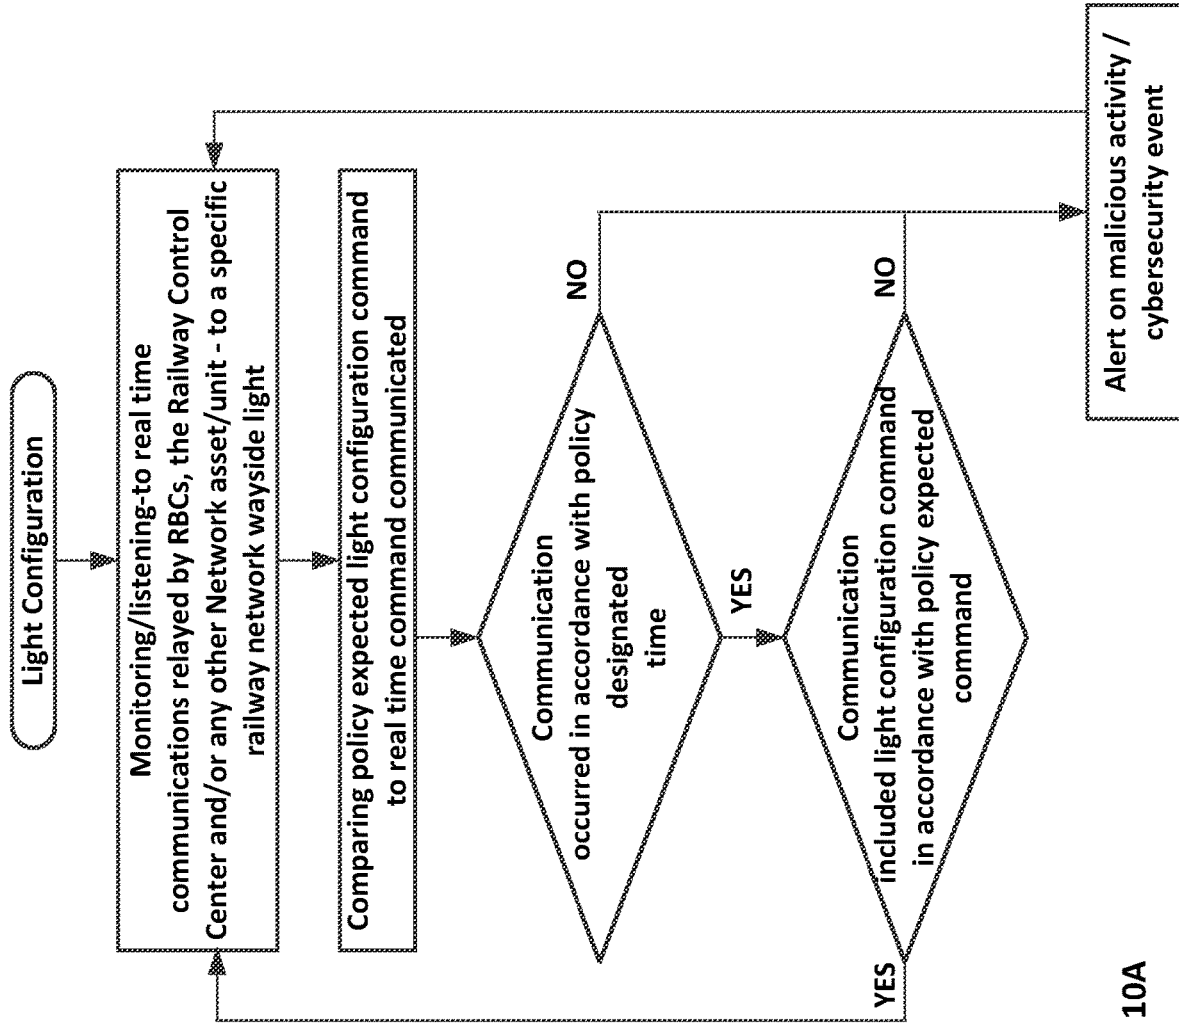 Light Configuration
Monitoring/listening-to real time
communications relayed by RBCs, the Railway Control
Center and/or any other Network asset/unit - to a specific
railway network wayside light
Comparing policy expected light configuration command
to real time command communicated
Communication
occurred in accordance with policy
designated
time
NO
YES
Communication
included light configuration command
in accordance with policy expected
command
NO
YES
Alert on malicious activity /
cybersecurity event
10A